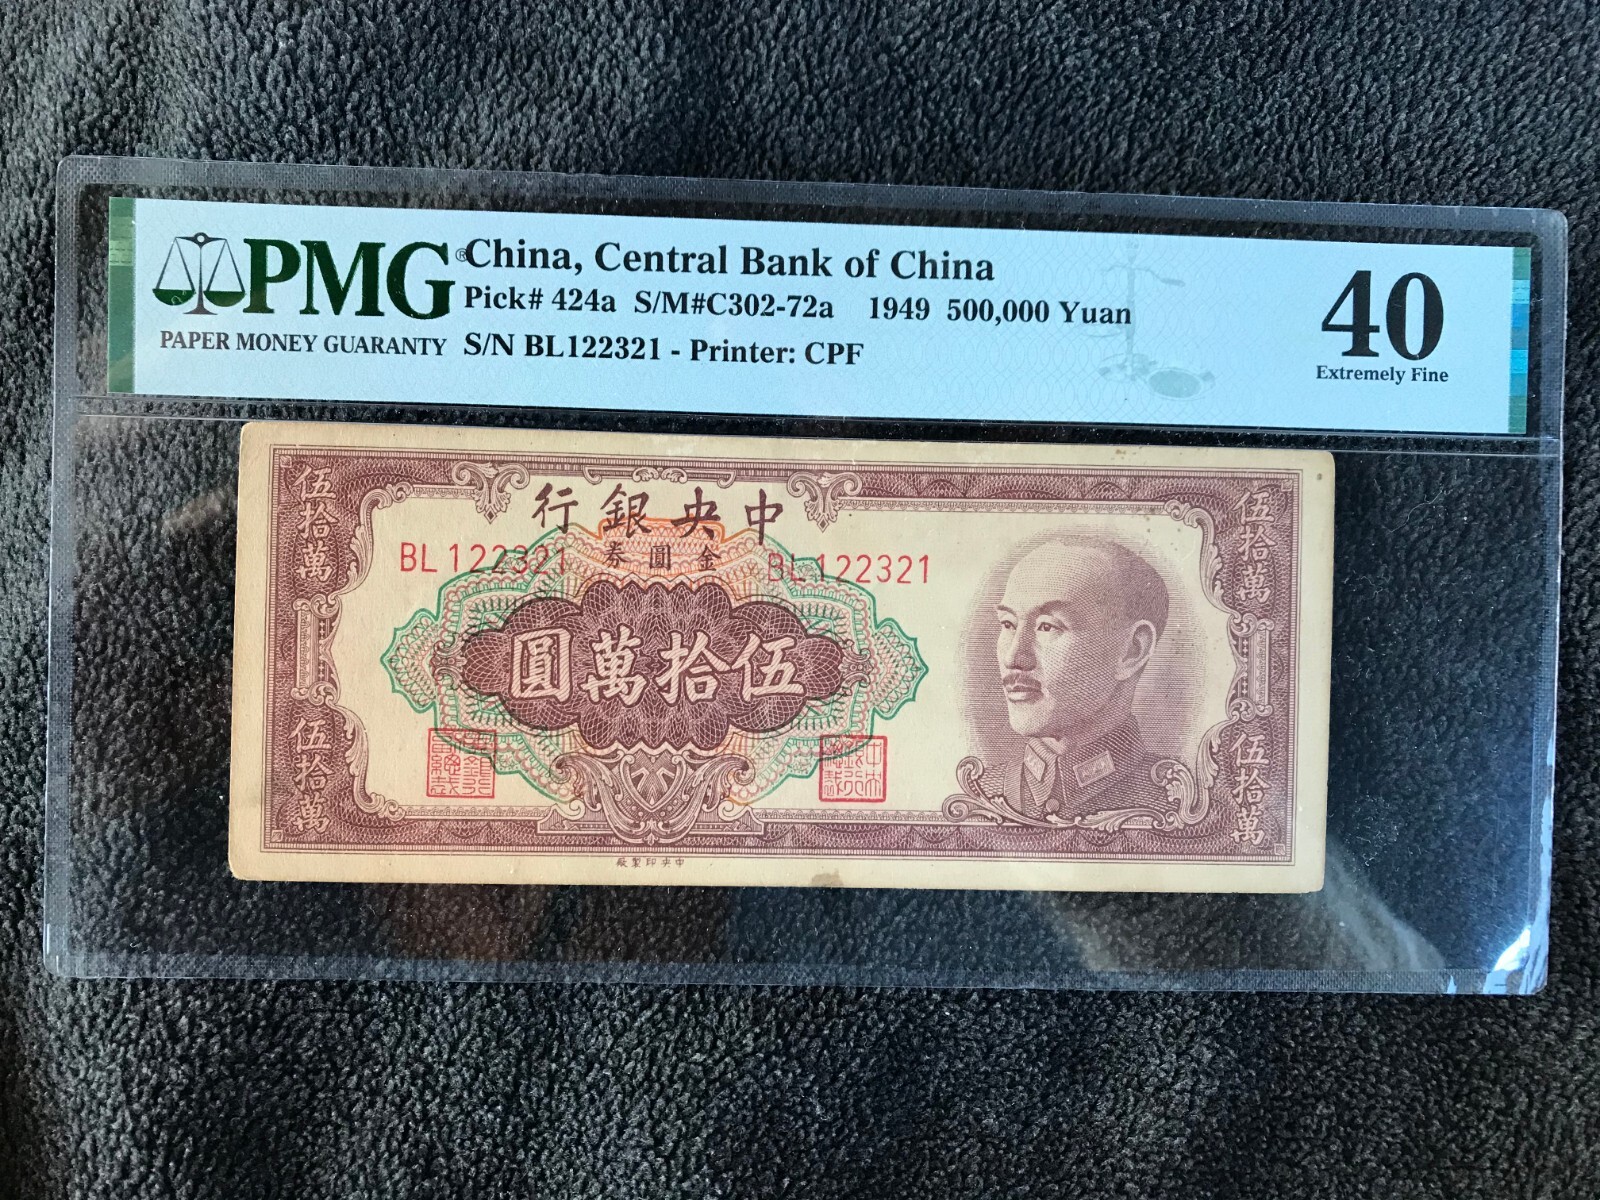 PMG®
PAPER MONEY GUARANTY
China, Central Bank of China
Pick# 424a S/M#C302-72a 1949 500,000 Yuan
S/N BL122321 - Printer: CPF
40
Extremely Fine
伍拾萬
行銀央中
伍拾萬
BL122321
券圓金
BL122321
圓萬拾伍
伍拾萬
伍拾萬
廠製印央中